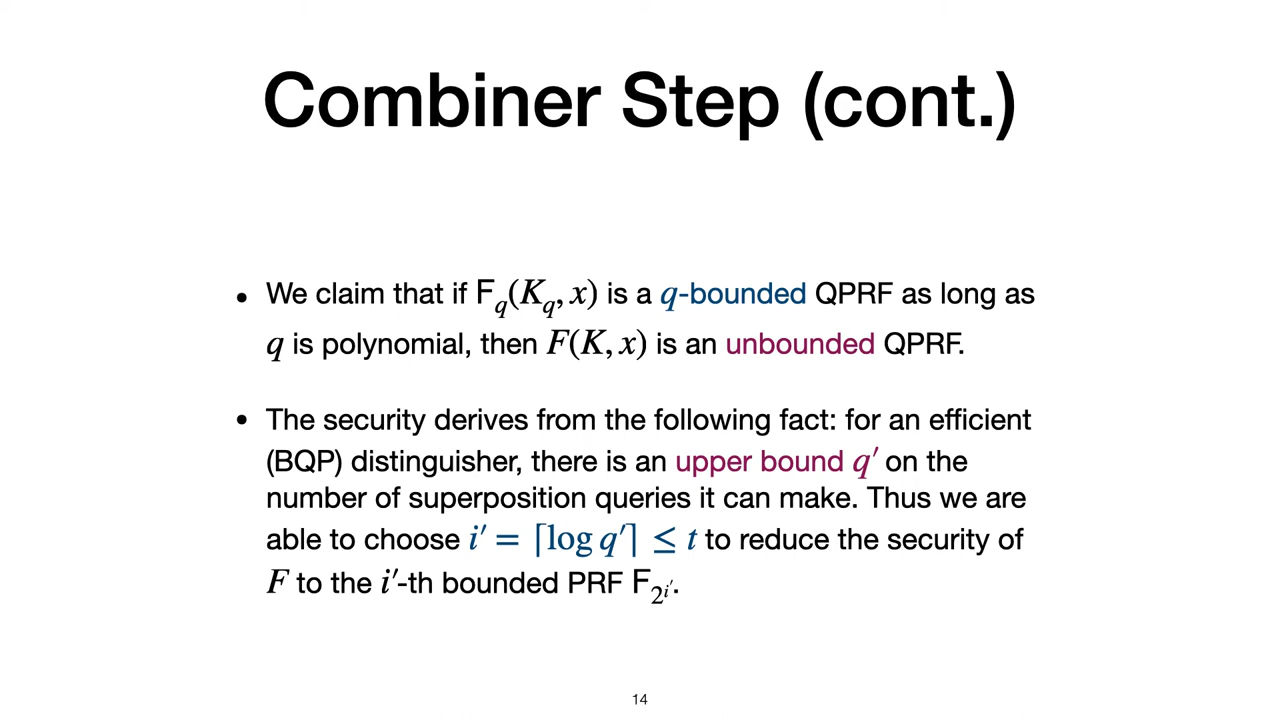 Combiner Step (cont.)
• We claim that if F_q(K_q, x) is a q-bounded QPRF as long as
q is polynomial, then F(K, x) is an unbounded QPRF.
• The security derives from the following fact: for an efficient
(BQP) distinguisher, there is an upper bound q′ on the
number of superposition queries it can make. Thus we are
able to choose i′ = ⌈log q′⌉ ≤ t to reduce the security of
F to the i′-th bounded PRF F_{2^{i′}}.
14